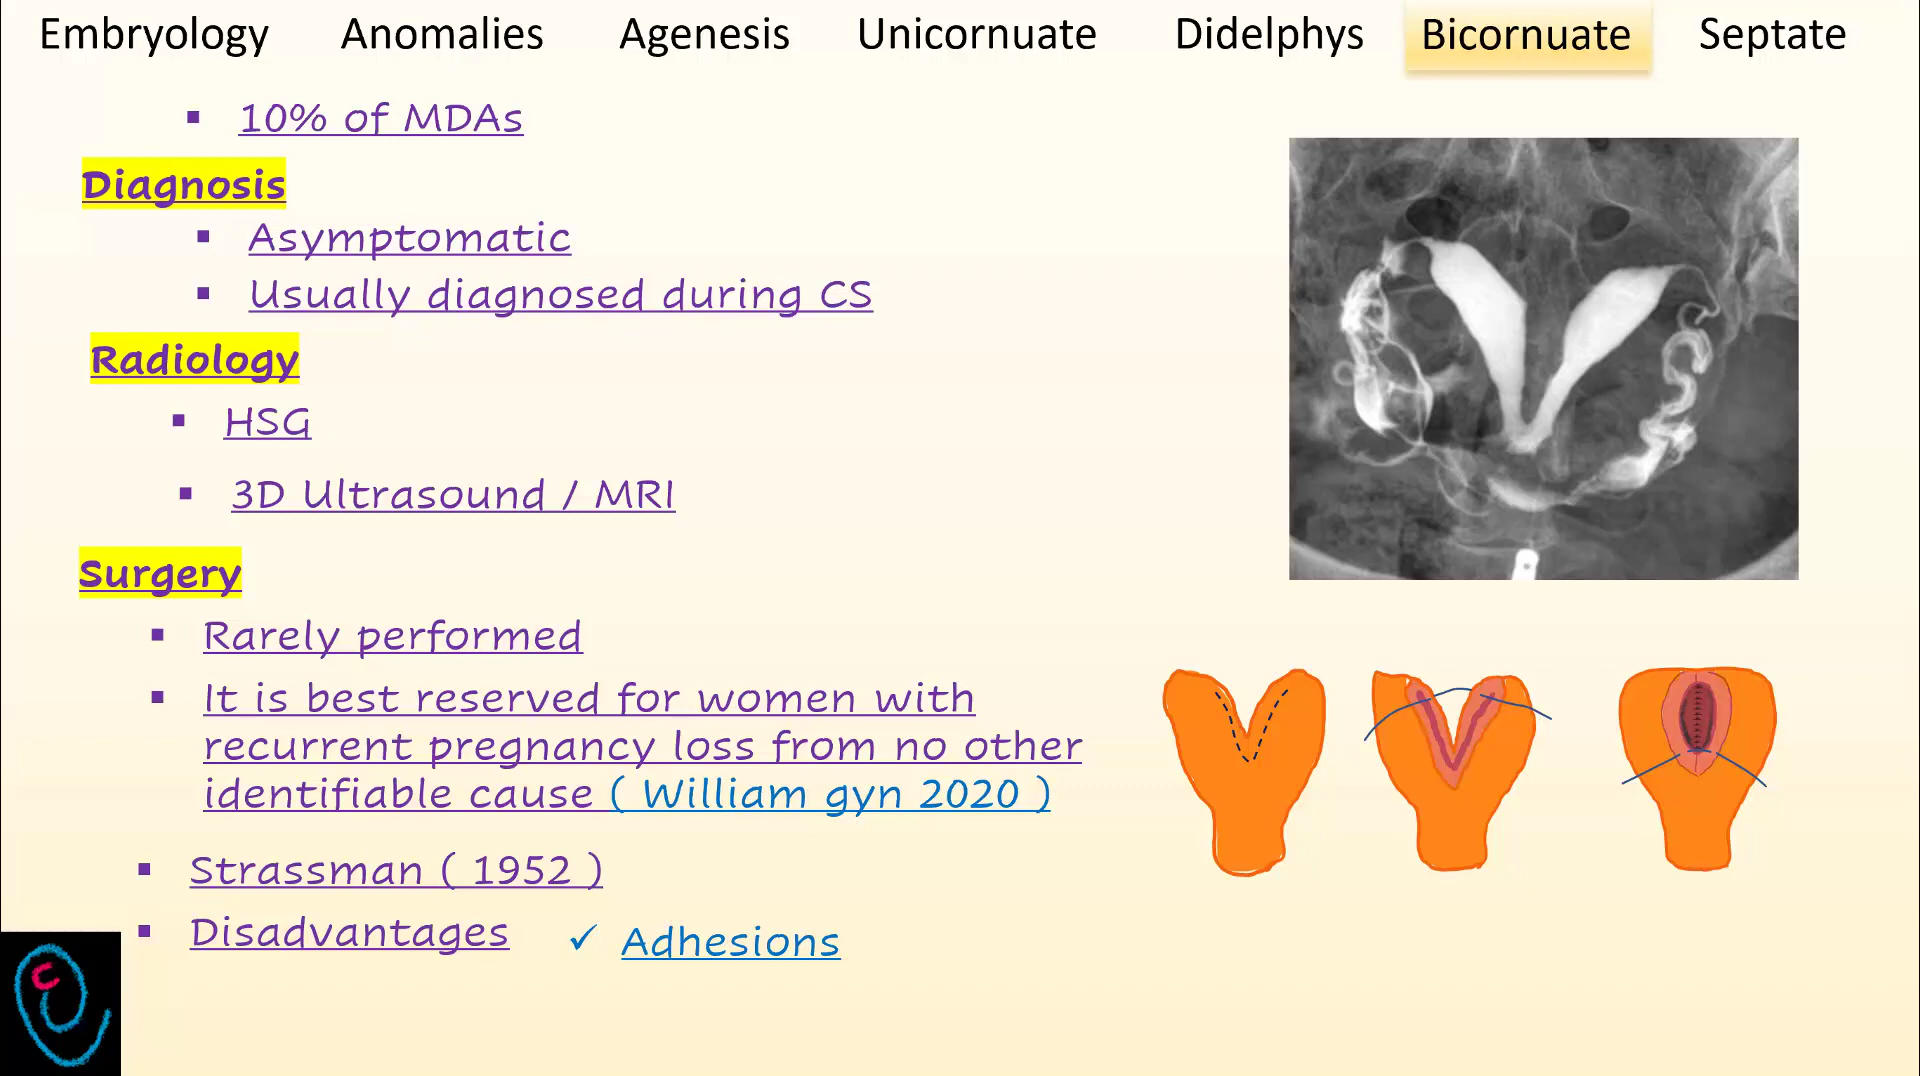 Embryology Anomalies Agenesis Unicornuate Didelphys Bicornuate Septate
10% of MDAs
Diagnosis
Asymptomatic
Usually diagnosed during CS
Radiology
HSG
3D Ultrasound / MRI
Surgery
Rarely performed
It is best reserved for women with
recurrent pregnancy loss from no other
identifiable cause ( William gyn 2020 )
Strassman ( 1952 )
Disadvantages ✓ Adhesions